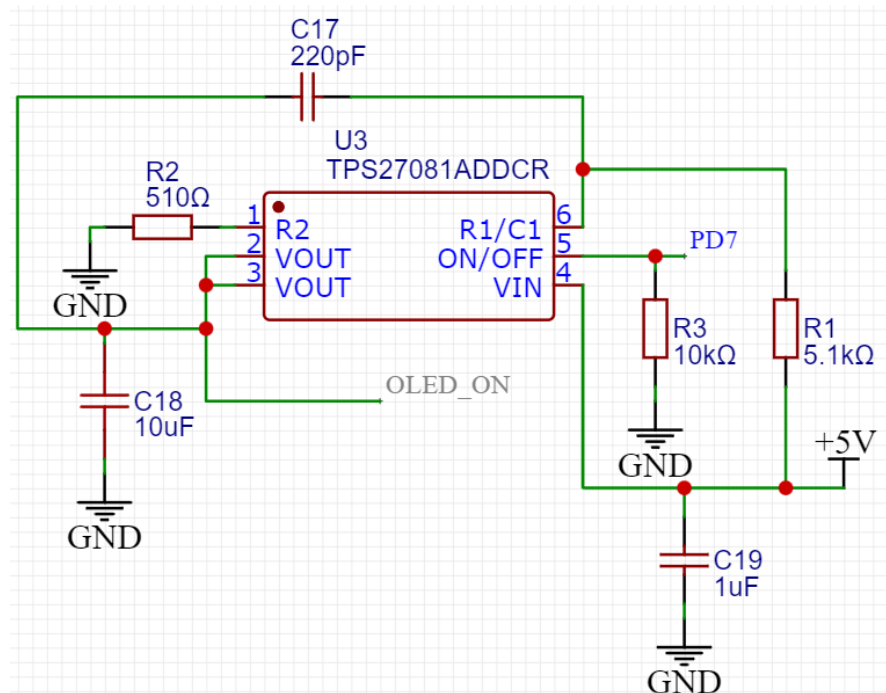 C17
220pF
U3
TPS27081ADDCR
R2
510Ω
1
R2
2
VOUT
3
VOUT
R1/C1
6
ON/OFF
5
VIN
4
PD7
GND
R3
10kΩ
R1
5.1kΩ
OLED_ON
C18
10uF
GND
+5V
GND
C19
1uF
GND